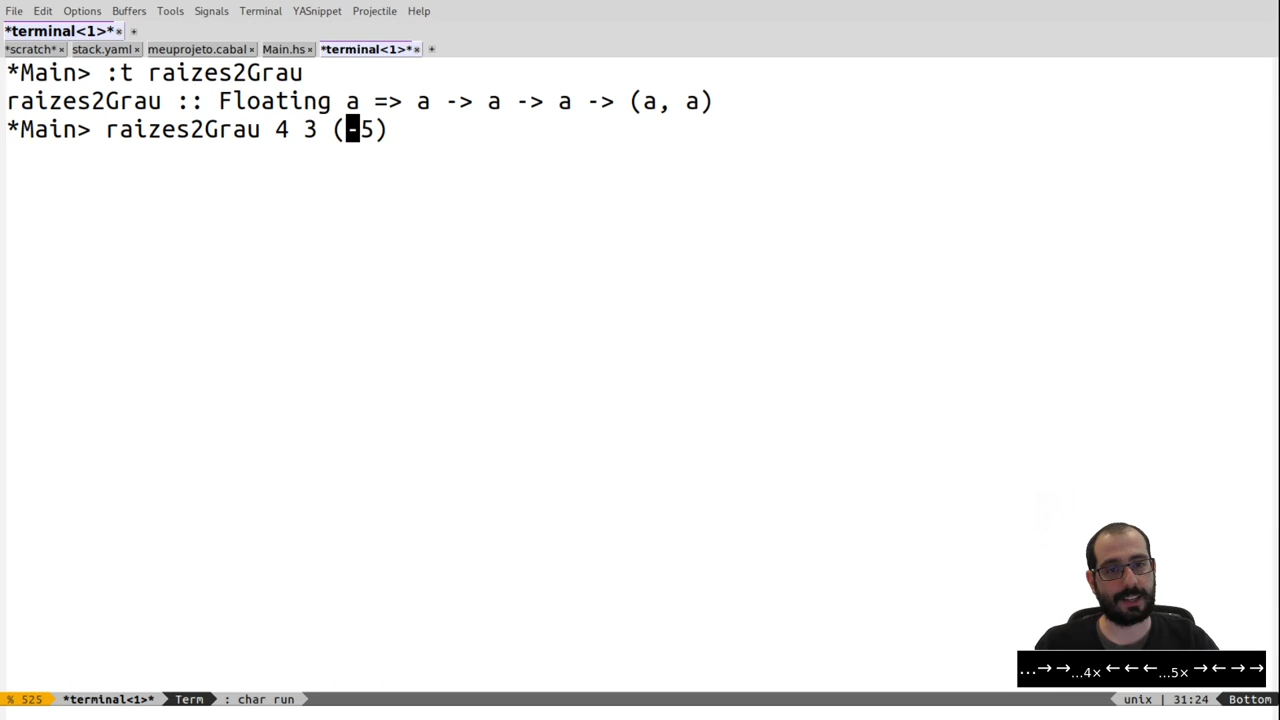 File Edit Options Buffers Tools Signals Terminal YASnippet Projectile Help
*terminal<1>* × +
*scratch* × stack.yaml × meuprojeto.cabal × Main.hs × *terminal<1>* × +
*Main> :t raizes2Grau
raizes2Grau :: Floating a => a -> a -> a -> (a, a)
*Main> raizes2Grau 4 3 (-5)
...→ →...4× ← ← ← ...5× → ← → →
% 525 *terminal<1>* Term : char run unix | 31:24 Bottom